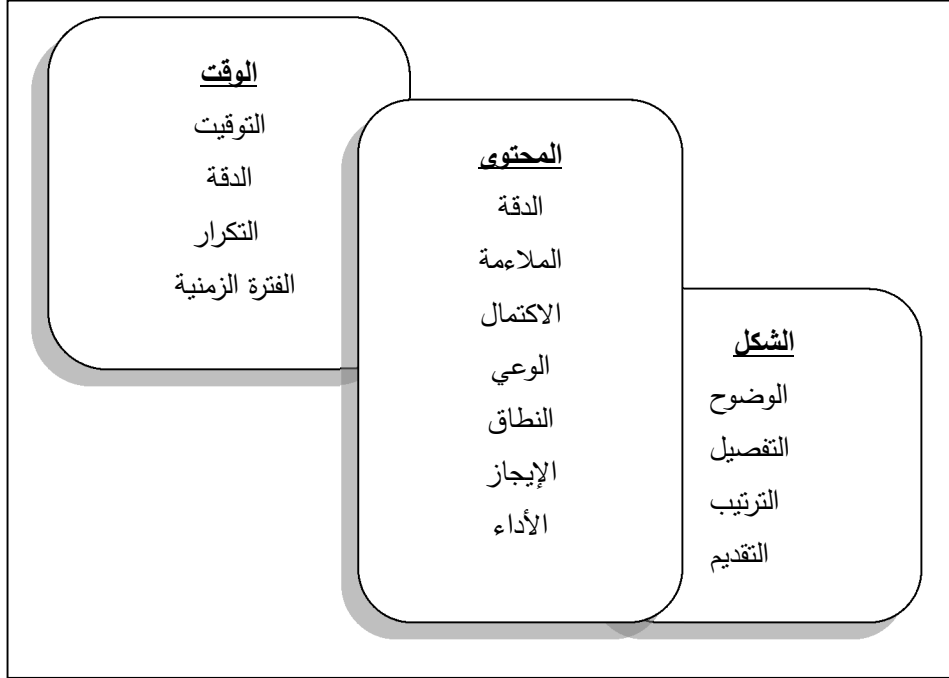 الوقت
التوقيت
الدقة
التكرار
الفترة الزمنية
المحتوى
الدقة
الملاءمة
الاكتمال
الوعي
النطاق
الإيجاز
الأداء
الشكل
الوضوح
التفصيل
الترتيب
التقديم